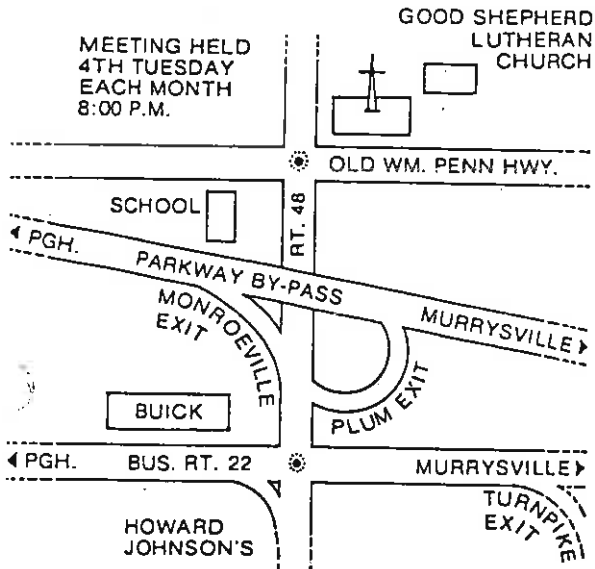 GOOD SHEPHERD
LUTHERAN
CHURCH
MEETING HELD
4TH TUESDAY
EACH MONTH
8:00 P.M.
OLD WM. PENN HWY.
SCHOOL
RT. 48
PGH.
PARKWAY BY-PASS
MURRYSVILLE
MONROEVILLE
EXIT
PLUM EXIT
BUICK
PGH.
BUS. RT. 22
MURRYSVILLE
TURNPIKE
EXIT
HOWARD
JOHNSON'S